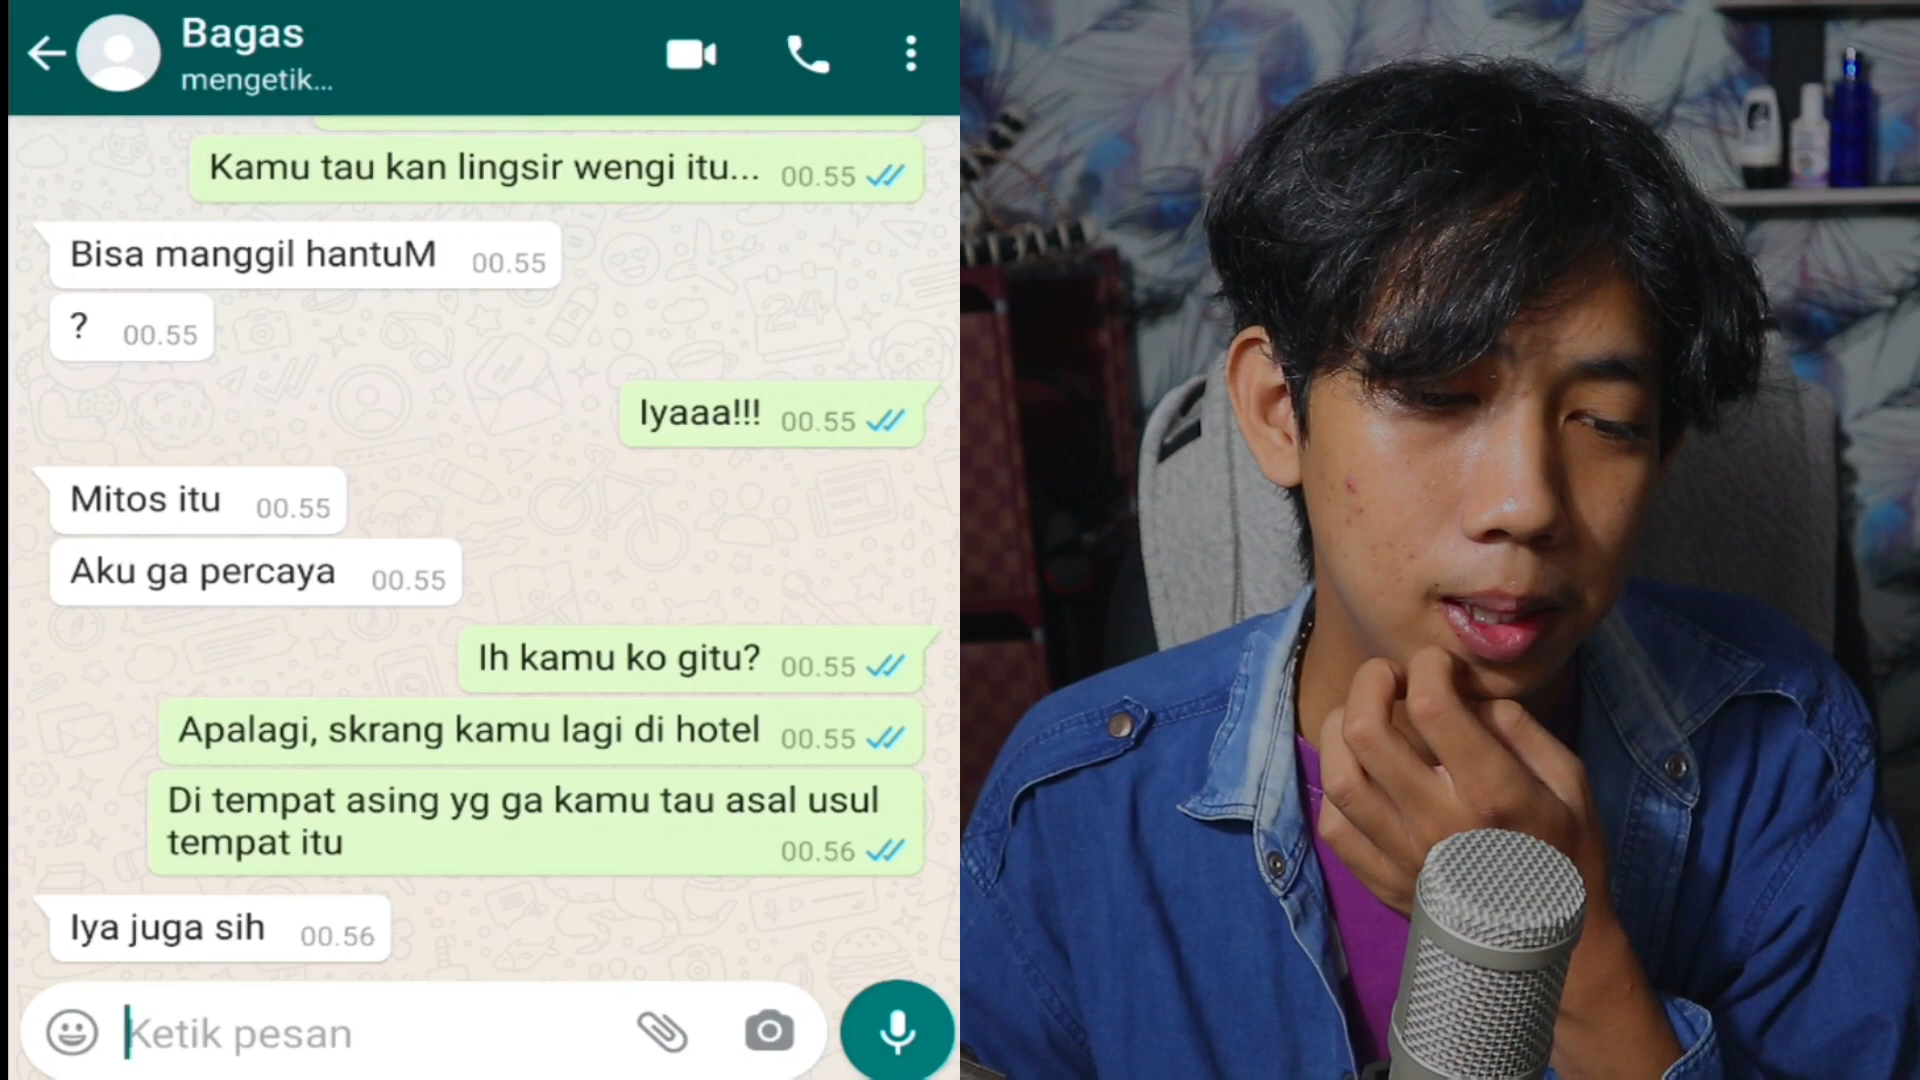 Bagas
mengetik...
Kamu tau kan lingsir wengi itu... 00.55
Bisa manggil hantuM 00.55
? 00.55
Iyaaa!!! 00.55
Mitos itu 00.55
Aku ga percaya 00.55
Ih kamu ko gitu? 00.55
Apalagi, skrang kamu lagi di hotel 00.55
Di tempat asing yg ga kamu tau asal usul
tempat itu 00.56
Iya juga sih 00.56
Ketik pesan